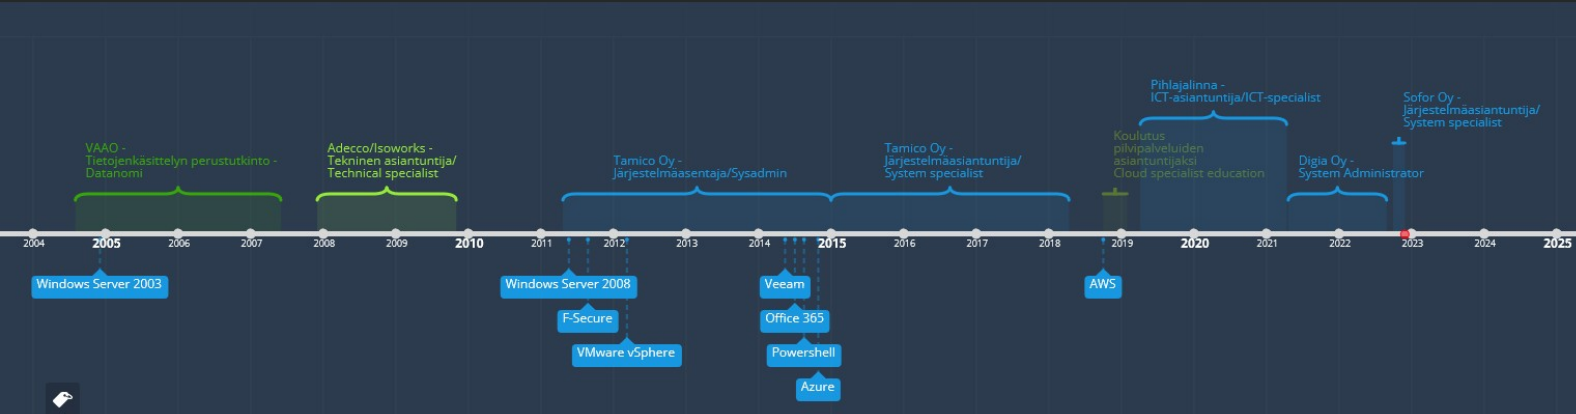 Pihlajalinna -
ICT-asiantuntija/ICT-specialist
Sofor Oy -
Järjestelmäasiantuntija/
System specialist
VAAO -
Tietojenkäsittelyn perustutkinto -
Datanomi
Adecco/Isoworks -
Tekninen asiantuntija/
Technical specialist
Tamico Oy -
Järjestelmäasentaja/Sysadmin
Tamico Oy -
Järjestelmäasiantuntija/
System specialist
Koulutus
pilvipalveluiden
asiantuntijaksi
Cloud specialist education
Digia Oy -
System Administrator
2004 2005 2006 2007 2008 2009 2010 2011 2012 2013 2014 2015 2016 2017 2018 2019 2020 2021 2022 2023 2024 2025
Windows Server 2003
Windows Server 2008
Veeam
AWS
F-Secure
Office 365
VMware vSphere
Powershell
Azure